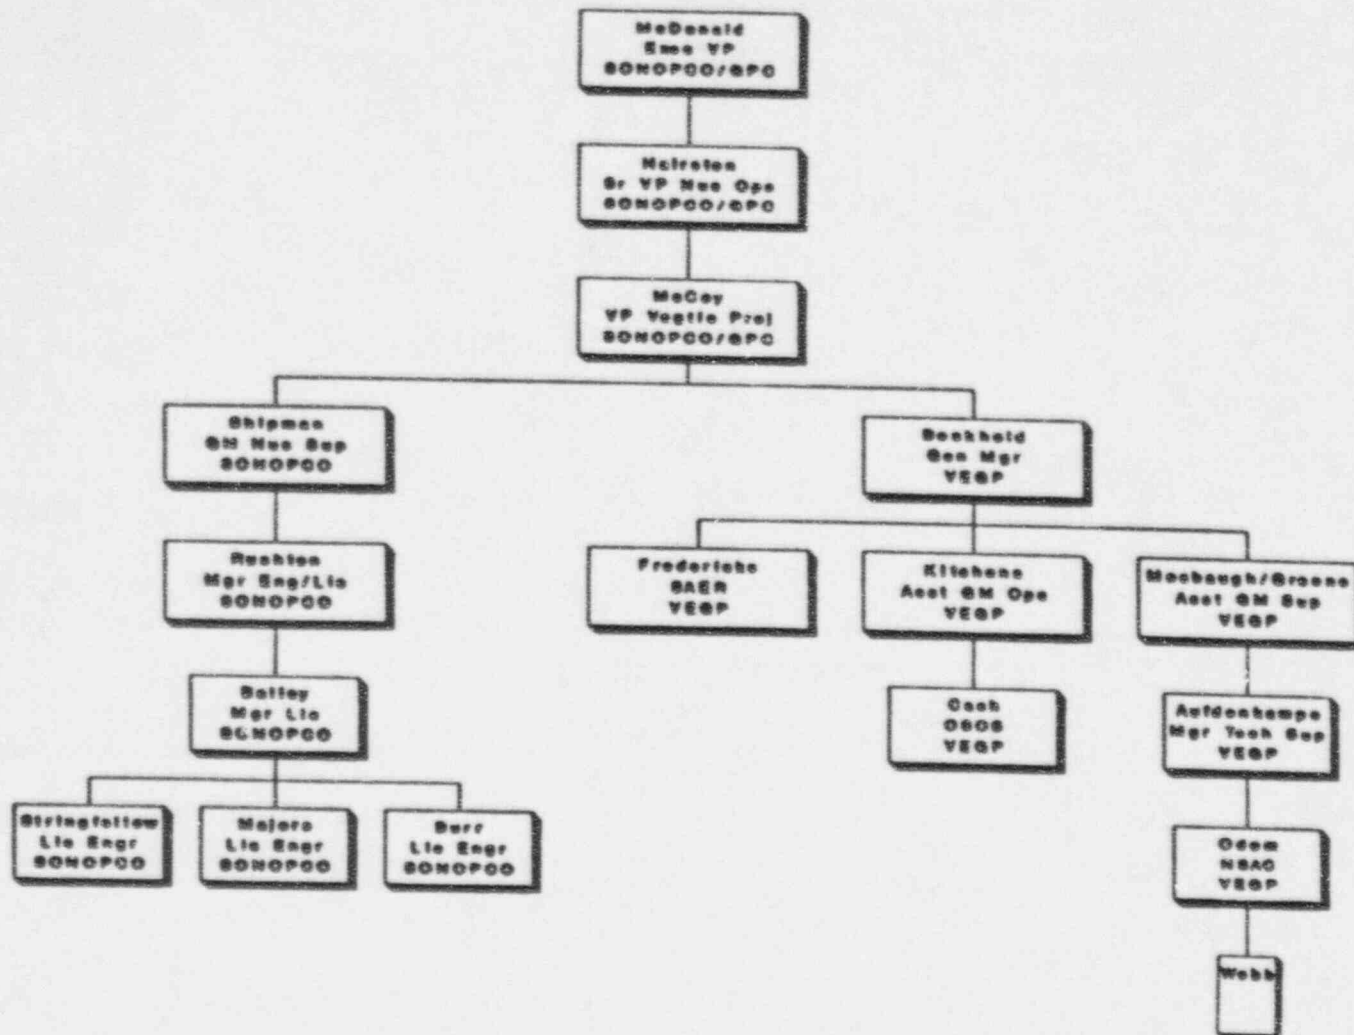 McDonald
Exec VP
SONOPCO/GPC
Hairston
Sr VP Nuc Ops
SONOPCO/GPC
McCoy
VP Vogtle Proj
SONOPCO/GPC
Shipman
GM Nuc Sup
SONOPCO
Bockhold
Gen Mgr
VEGP
Rushton
Mgr Eng/Lic
SONOPCO
Fredericks
SAER
VEGP
Kitchens
Asst GM Ops
VEGP
Mosbaugh/Greene
Asst GM Sup
VEGP
Bailey
Mgr Lic
SONOPCO
Cash
OSOS
VEGP
Aufdenkampe
Mgr Tech Sup
VEGP
Stringfellow
Lic Engr
SONOPCO
Majors
Lic Engr
SONOPCO
Burr
Lic Engr
SONOPCO
Odom
NSAC
VEGP
Webb